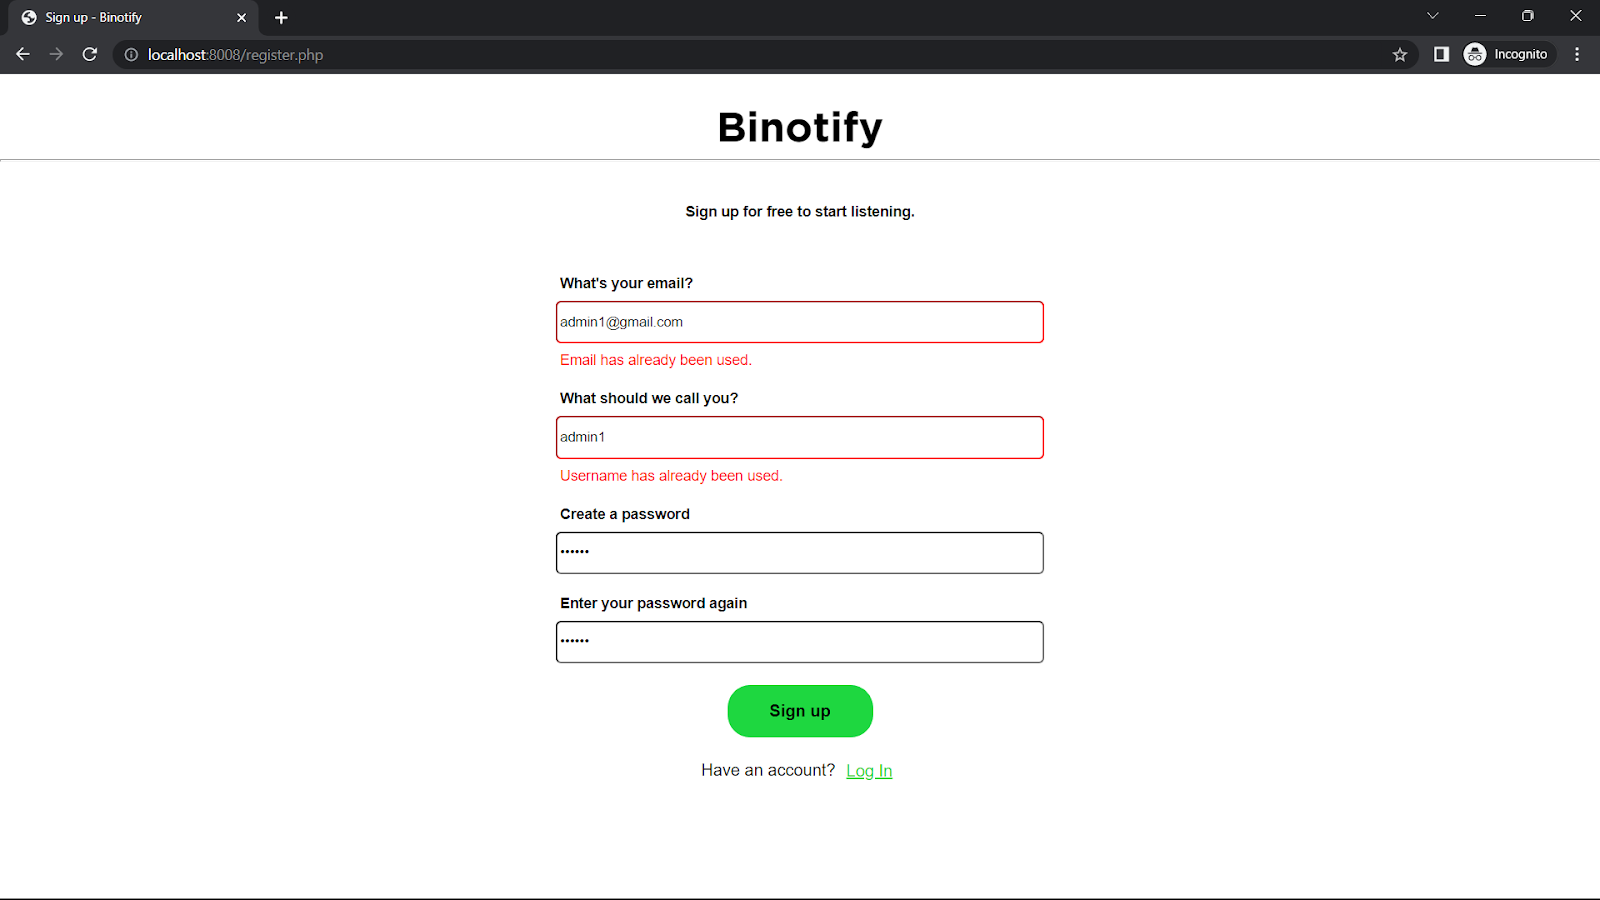 Sign up - Binotify
localhost:8008/register.php
Incognito
Binotify
Sign up for free to start listening.
What's your email?
admin1@gmail.com
Email has already been used.
What should we call you?
admin1
Username has already been used.
Create a password
••••••
Enter your password again
••••••
Sign up
Have an account? Log In